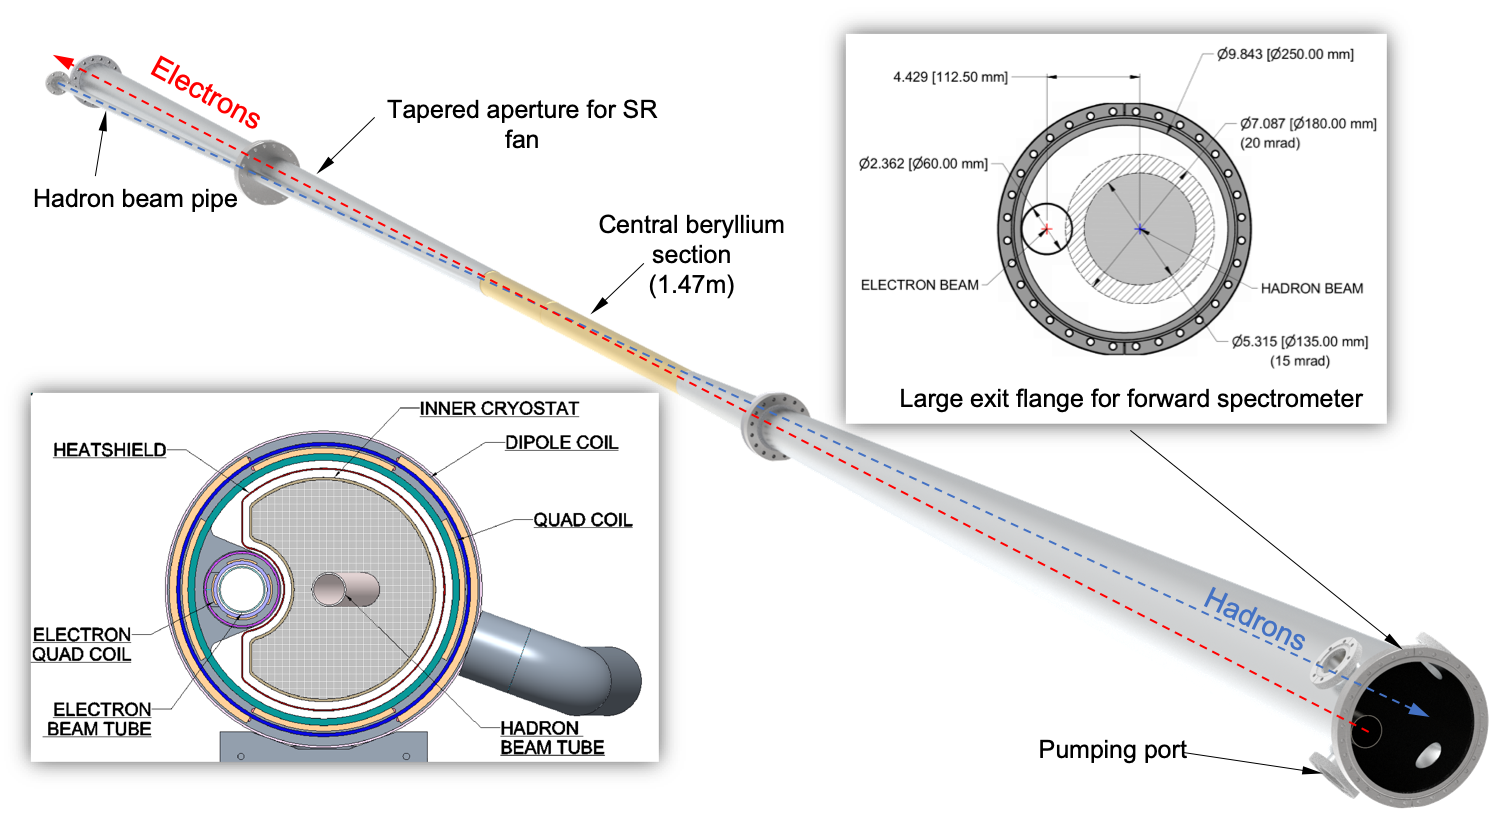 Electrons
Tapered aperture for SR
fan
Hadron beam pipe
Central beryllium
section
(1.47m)
4.429 [112.50 mm]
Ø9.843 [Ø250.00 mm]
Ø7.087 [Ø180.00 mm]
(20 mrad)
Ø2.362 [Ø60.00 mm]
ELECTRON BEAM
HADRON BEAM
Ø5.315 [Ø135.00 mm]
(15 mrad)
Large exit flange for forward spectrometer
INNER CRYOSTAT
HEATSHIELD
DIPOLE COIL
QUAD COIL
ELECTRON
QUAD COIL
ELECTRON
BEAM TUBE
HADRON
BEAM TUBE
Hadrons
Pumping port